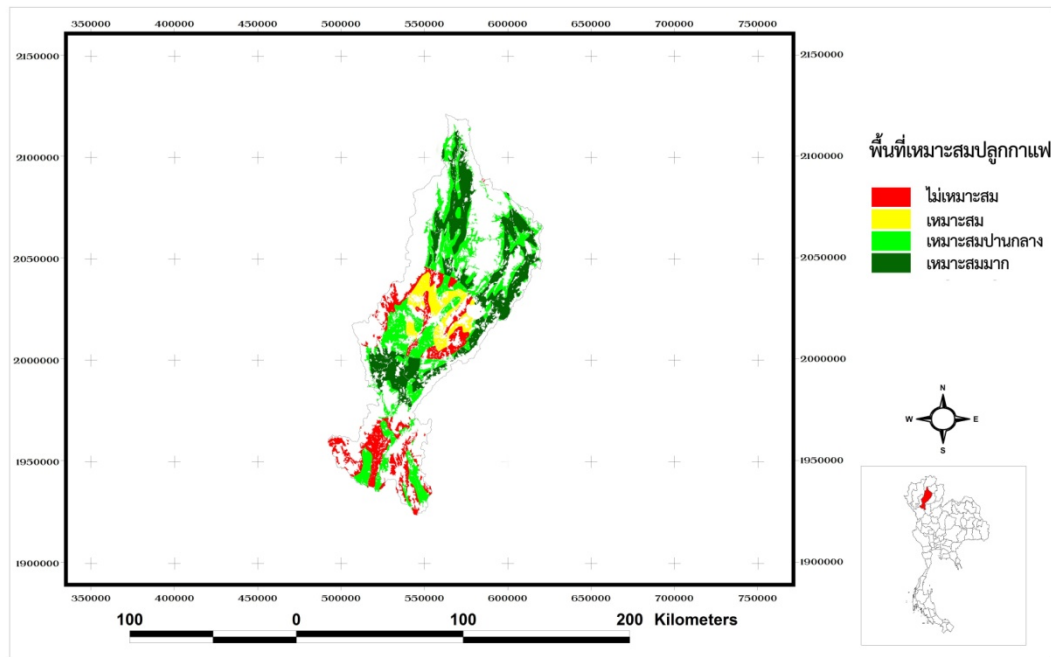 350000 400000 450000 500000 550000 600000 650000 700000 750000
2150000 2150000
2100000 2100000
2050000 2050000
2000000 2000000
1950000 1950000
1900000 1900000
350000 400000 450000 500000 550000 600000 650000 700000 750000
100 0 100 200 Kilometers
พื้นที่เหมาะสมปลูกกาแฟ
ไม่เหมาะสม
เหมาะสม
เหมาะสมปานกลาง
เหมาะสมมาก
N
W E
S